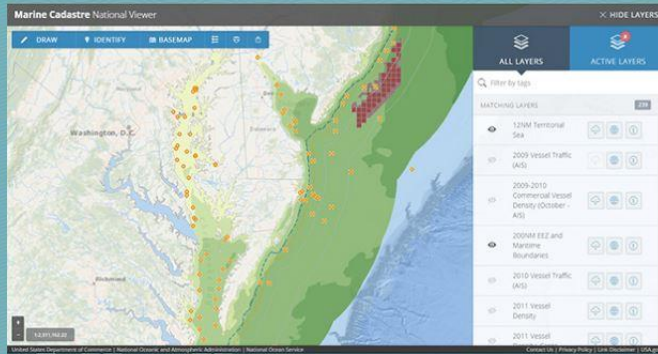 Marine Cadastre National Viewer
HIDE LAYERS
DRAW
IDENTIFY
BASEMAP
ALL LAYERS
ACTIVE LAYERS
Filter by tags
MATCHING LAYERS
Washington, D.C.
Delaware
Richmond
12NM Territorial
Sea
2009 Vessel Traffic
(AIS)
2009-2010
Commercial Vessel
Density (October -
AIS)
200NM EEZ and
Maritime
Boundaries
2010 Vessel Traffic
(AIS)
2011 Vessel
Density
2011 Vessel
United States Department of Commerce | National Oceanic and Atmospheric Administration | National Ocean Service
Contact Us | Privacy Policy | Link Disclaimer | USA.gov